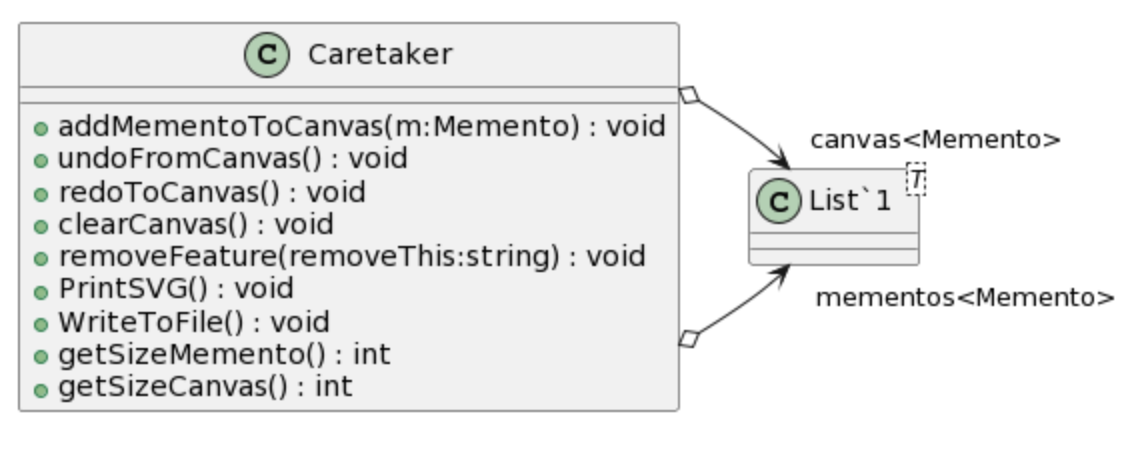 C Caretaker
addMementoToCanvas(m:Memento) : void
undoFromCanvas() : void
redoToCanvas() : void
clearCanvas() : void
removeFeature(removeThis:string) : void
PrintSVG() : void
WriteToFile() : void
getSizeMemento() : int
getSizeCanvas() : int
canvas<Memento>
T
C List`1
mementos<Memento>